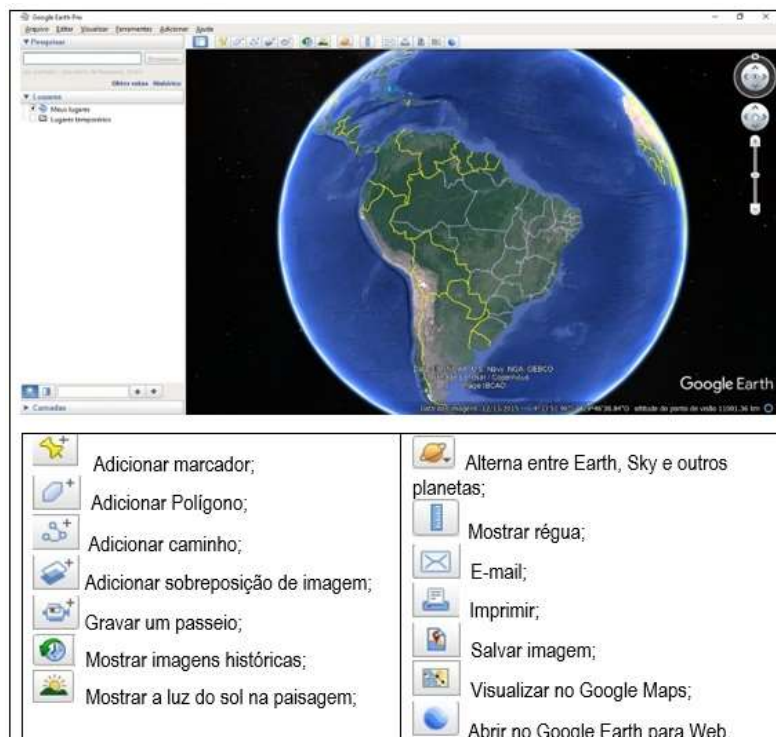 Google Earth Pro
Arquivo Editar Visualizar Ferramentas Adicionar Ajuda
▼ Pesquisar
Obter rotas Histórico
▼ Lugares
Meus lugares
Lugares temporários
► Camadas
Google Earth
Adicionar marcador;
Adicionar Polígono;
Adicionar caminho;
Adicionar sobreposição de imagem;
Gravar um passeio;
Mostrar imagens históricas;
Mostrar a luz do sol na paisagem;
Alterna entre Earth, Sky e outros
planetas;
Mostrar régua;
E-mail;
Imprimir;
Salvar imagem;
Visualizar no Google Maps;
Abrir no Google Earth para Web